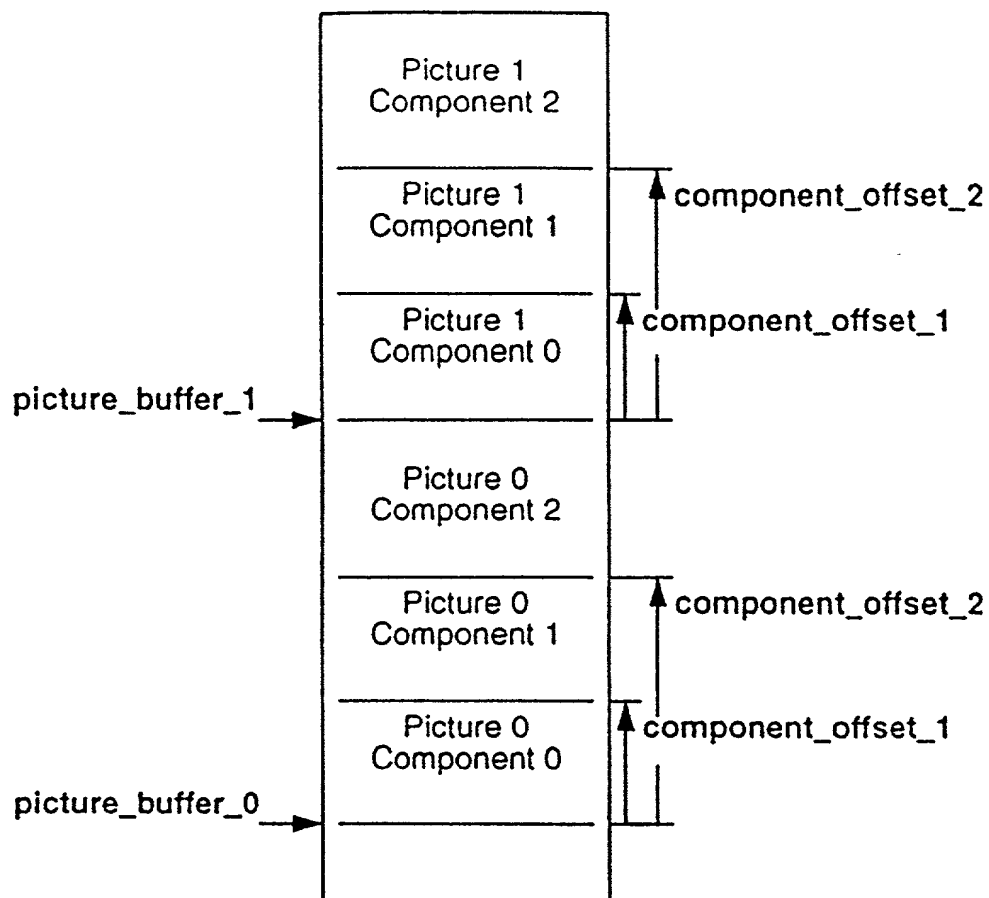 Picture 1
Component 2
Picture 1
Component 1
component_offset_2
Picture 1
Component 0
component_offset_1
picture_buffer_1
Picture 0
Component 2
Picture 0
Component 1
component_offset_2
Picture 0
Component 0
component_offset_1
picture_buffer_0